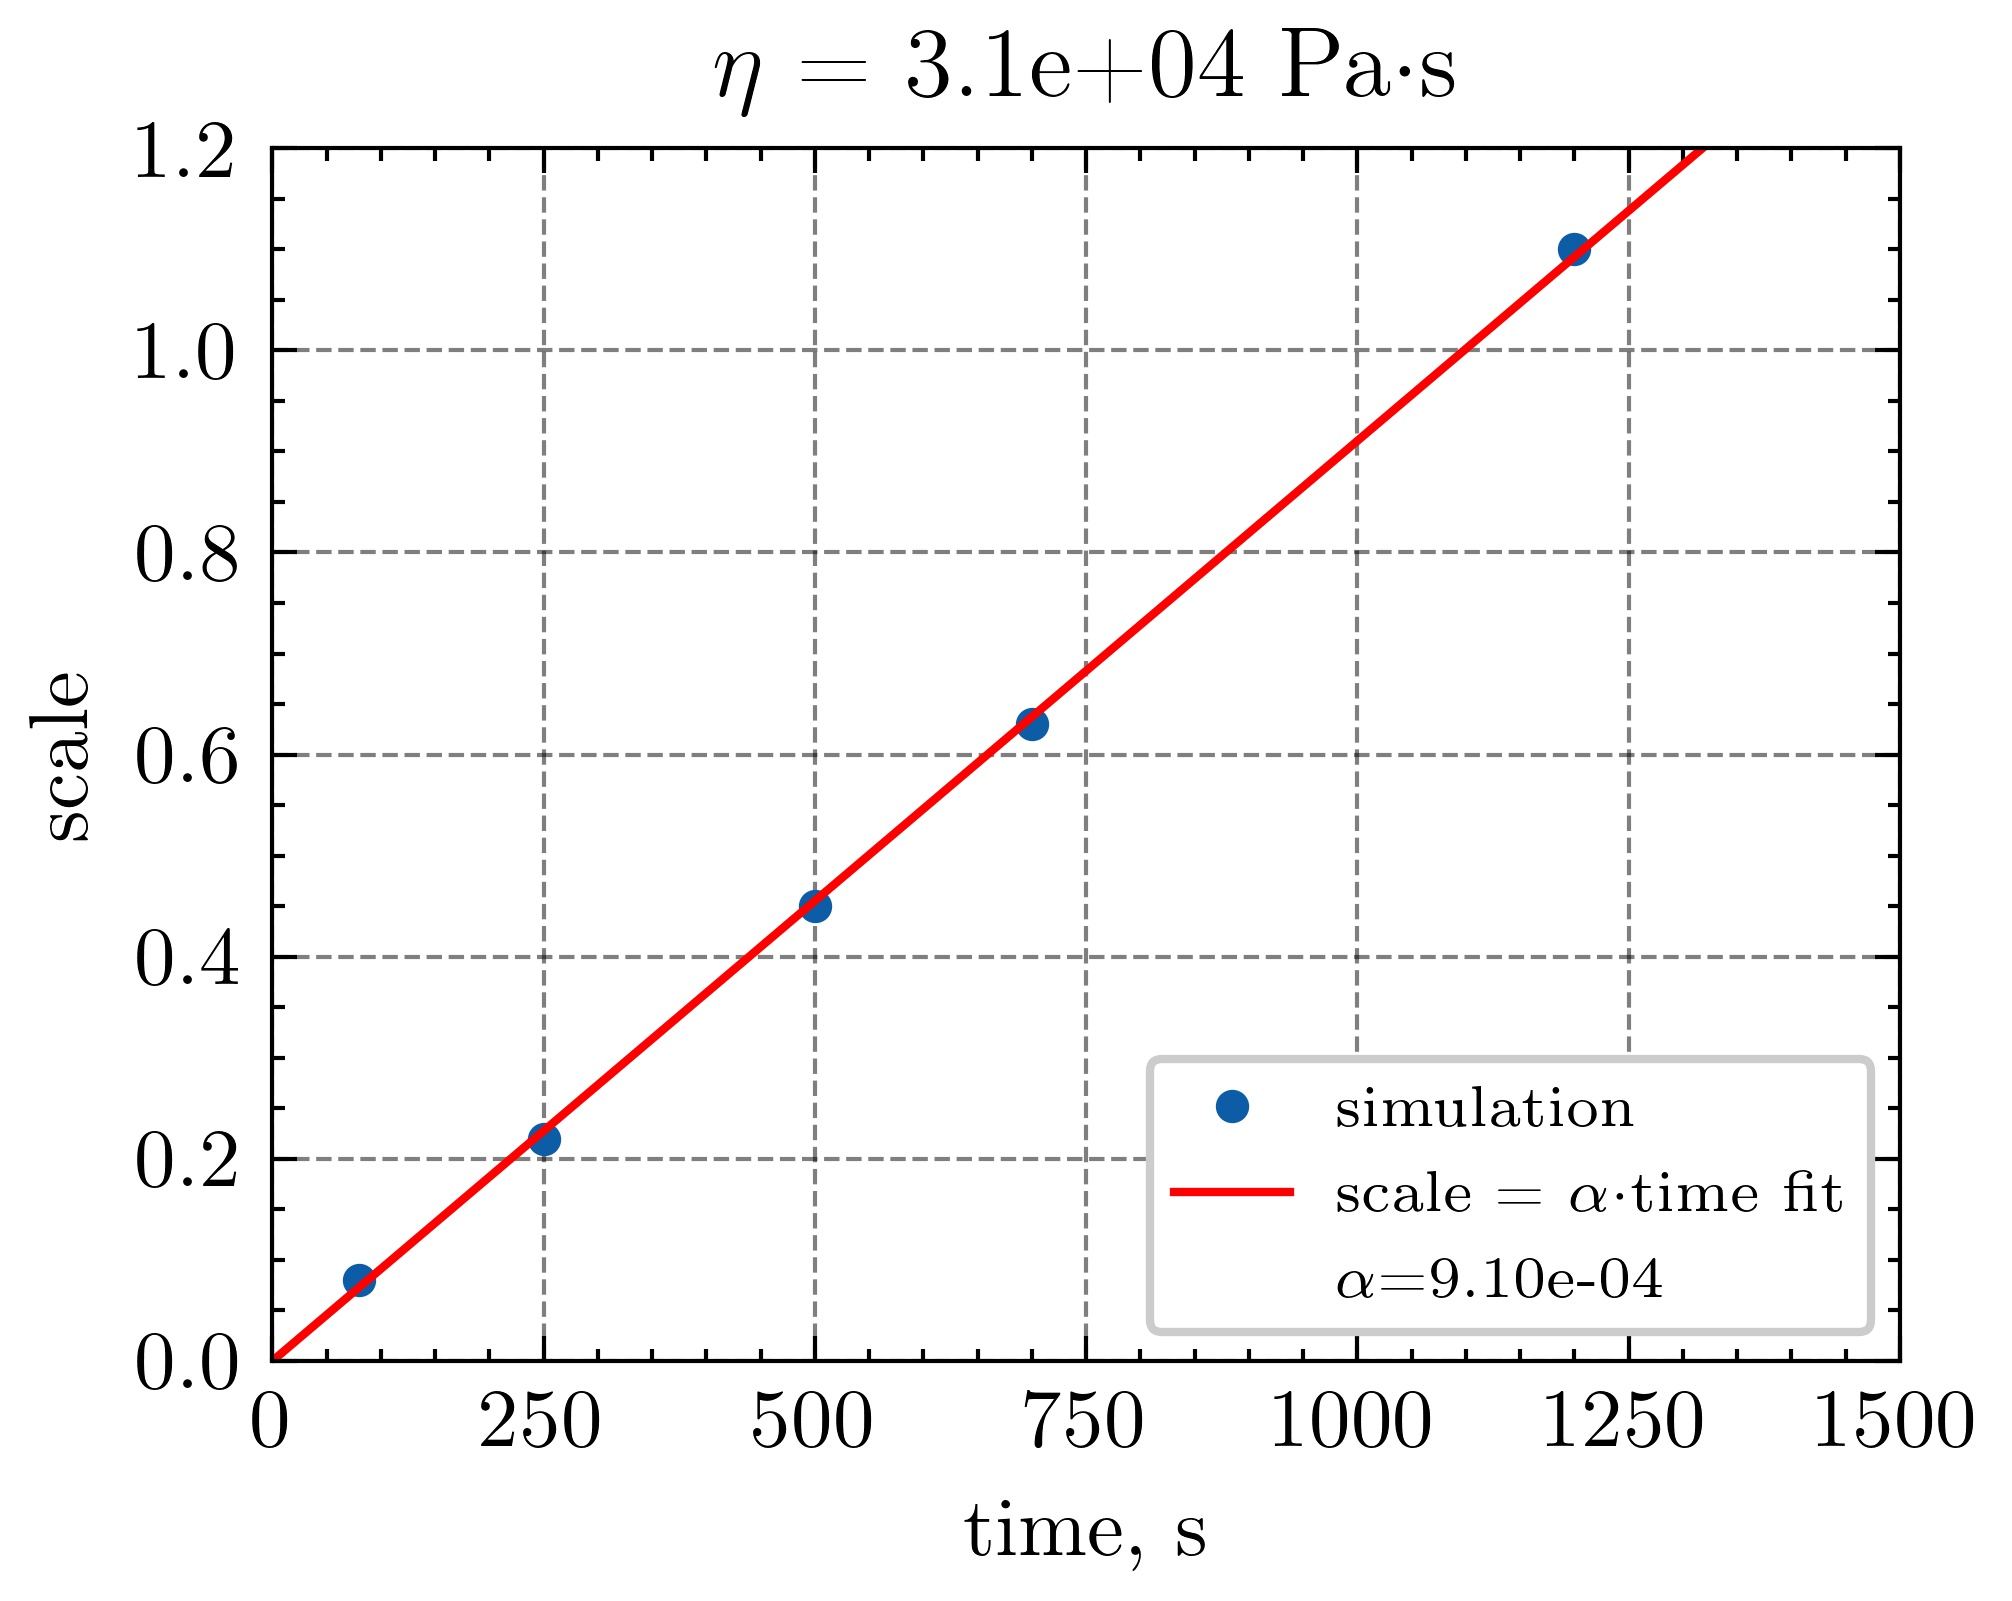 η = 3.1e+04 Pa·s
1.2
1.0
0.8
0.6
0.4
0.2
0.0
scale
simulation
scale = α·time fit
α=9.10e-04
0 250 500 750 1000 1250 1500
time, s